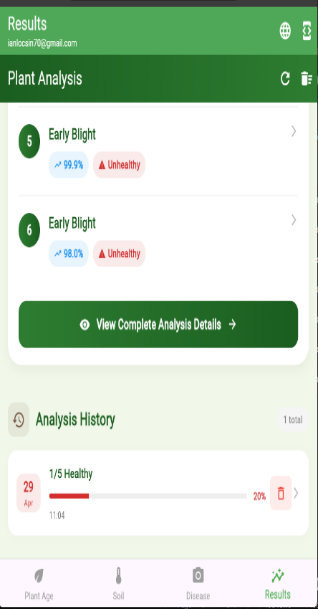 Results
ianlocsin70@gmail.com
Plant Analysis
5
Early Blight
99.9%
Unhealthy
6
Early Blight
98.0%
Unhealthy
View Complete Analysis Details
Analysis History
1 total
29
Apr
1/5 Healthy
20%
11:04
Plant Age
Soil
Disease
Results